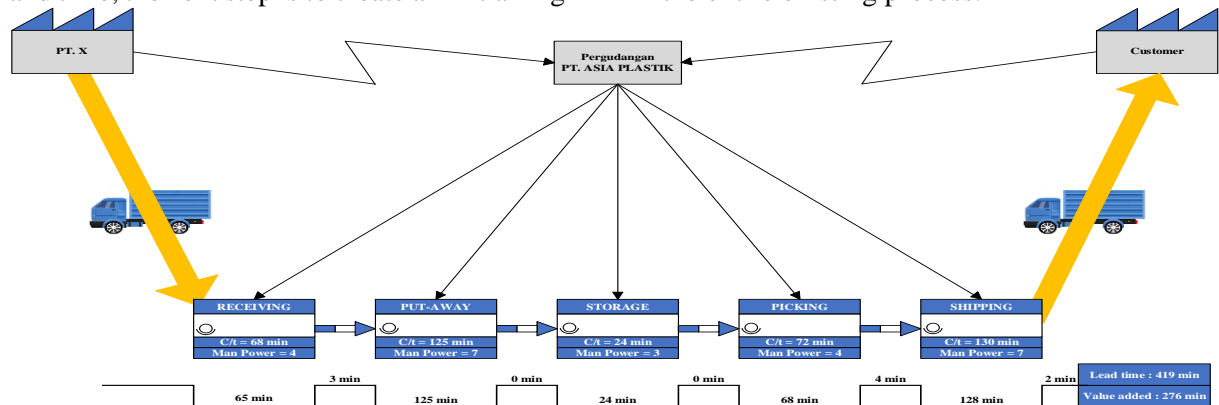 PT. X
Pergudangan
PT. ASIA PLASTIK
Customer
RECEIVING
C/t = 68 min
Man Power = 4
PUT-AWAY
C/t = 125 min
Man Power = 7
STORAGE
C/t = 24 min
Man Power = 3
PICKING
C/t = 72 min
Man Power = 4
SHIPPING
C/t = 130 min
Man Power = 7
3 min
0 min
0 min
4 min
2 min
65 min
125 min
24 min
68 min
128 min
Lead time : 419 min
Value added : 276 min